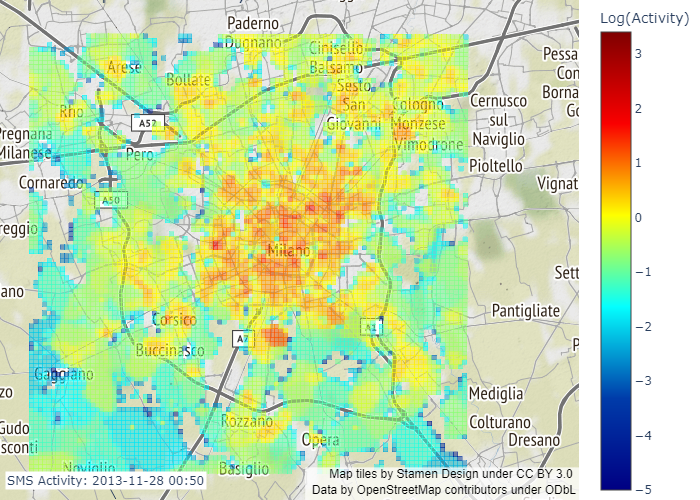 Log(Activity)
Paderno
Dugnano
Cinisello
Balsamo
Arese
Bollate
Sesto
San
Giovanni
Cologno
Monzese
Cernusco
sul
Naviglio
Pessa
Con
Borna
Go
Rho
A52
Pregnana
Milanese
Pero
Vimodrone
Pioltello
Cornaredo
Vignat
A50
reggio
Milano
Sett
ano
Pantigliate
Corsico
A7
A1
P
Buccinasco
Gaggiano
zo
Mediglia
Rozzano
Colturano
Gudo
sconti
Opera
Dresano
Noviglio
Basiglio
SMS Activity: 2013-11-28 00:50
Map tiles by Stamen Design under CC BY 3.0
Data by OpenStreetMap contributors under ODbL
3
2
1
0
−1
−2
−3
−4
−5